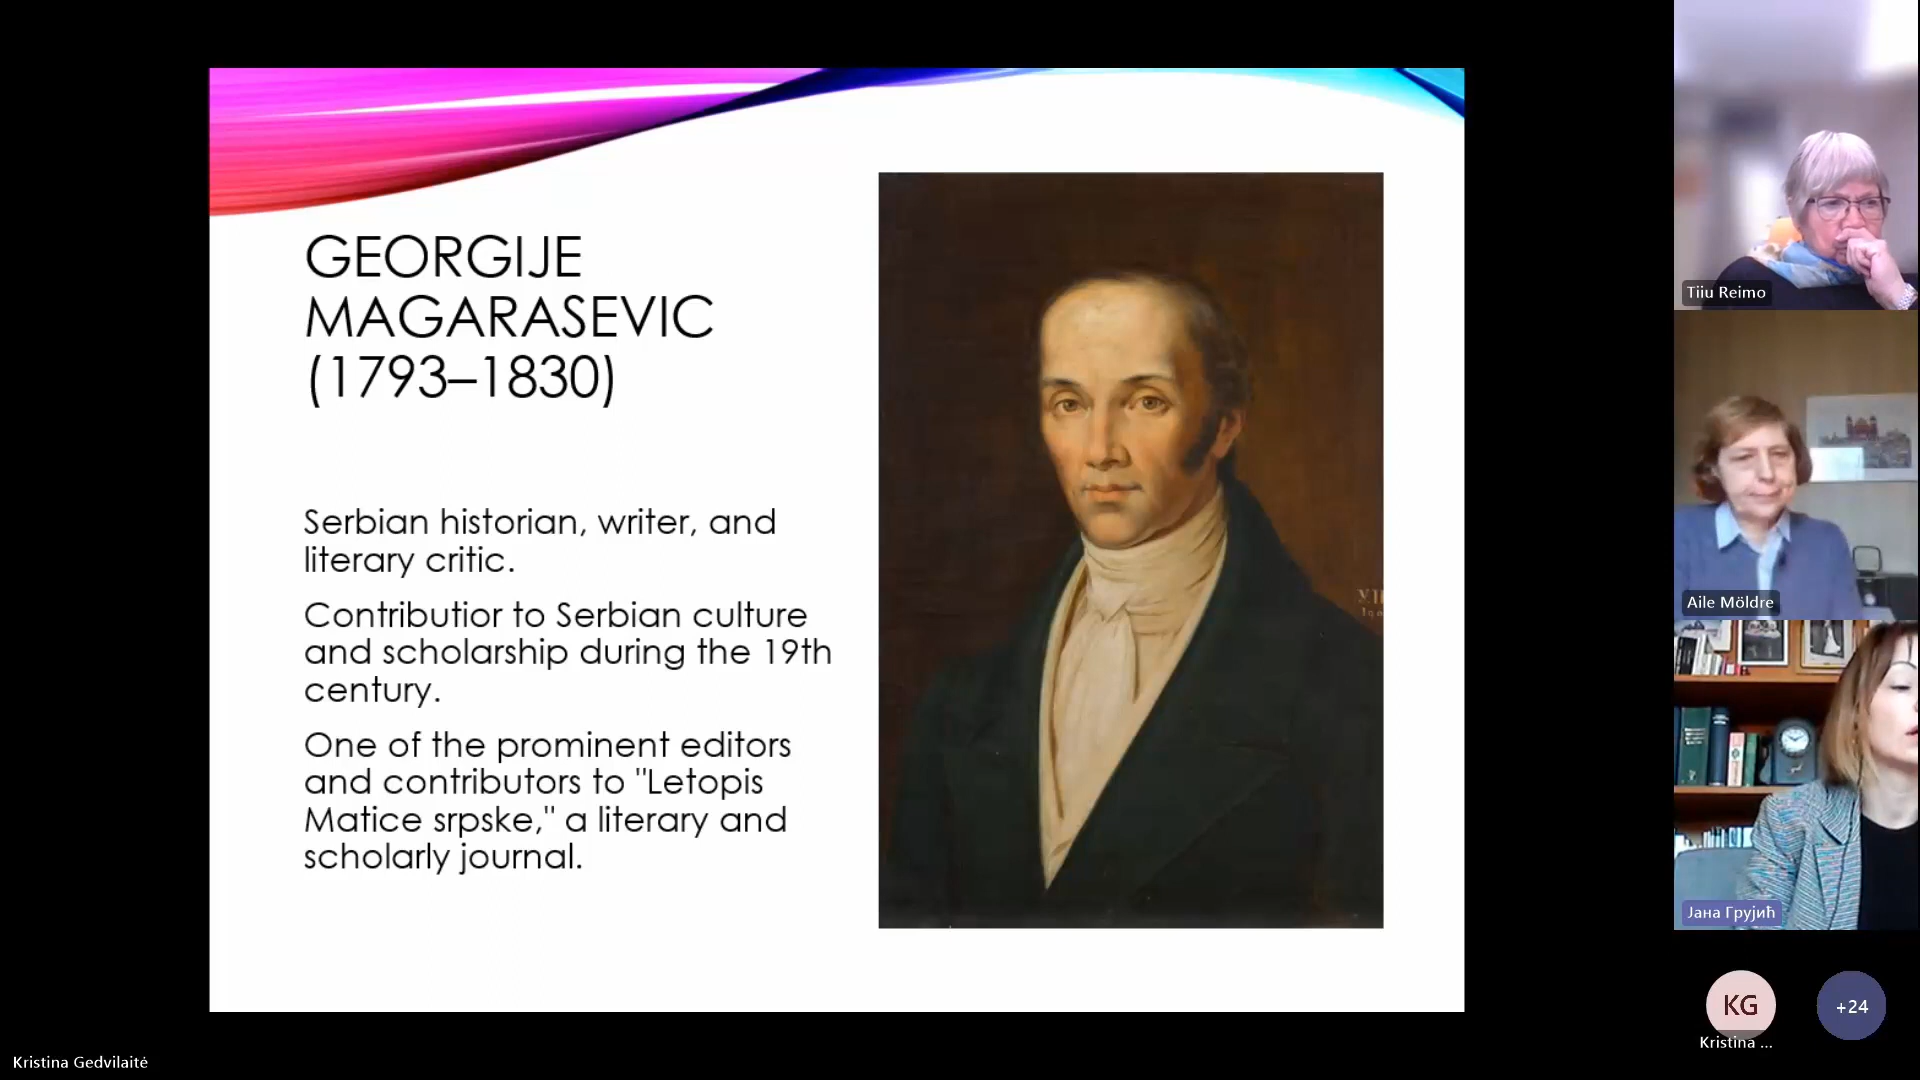 GEORGIJE
MAGARASEVIC
(1793–1830)
Serbian historian, writer, and
literary critic.
Contributior to Serbian culture
and scholarship during the 19th
century.
One of the prominent editors
and contributors to "Letopis
Matice srpske," a literary and
scholarly journal.
Tiiu Reimo
Aile Möldre
Јана Грујић
KG
+24
Kristina ...
Kristina Gedvilaitė